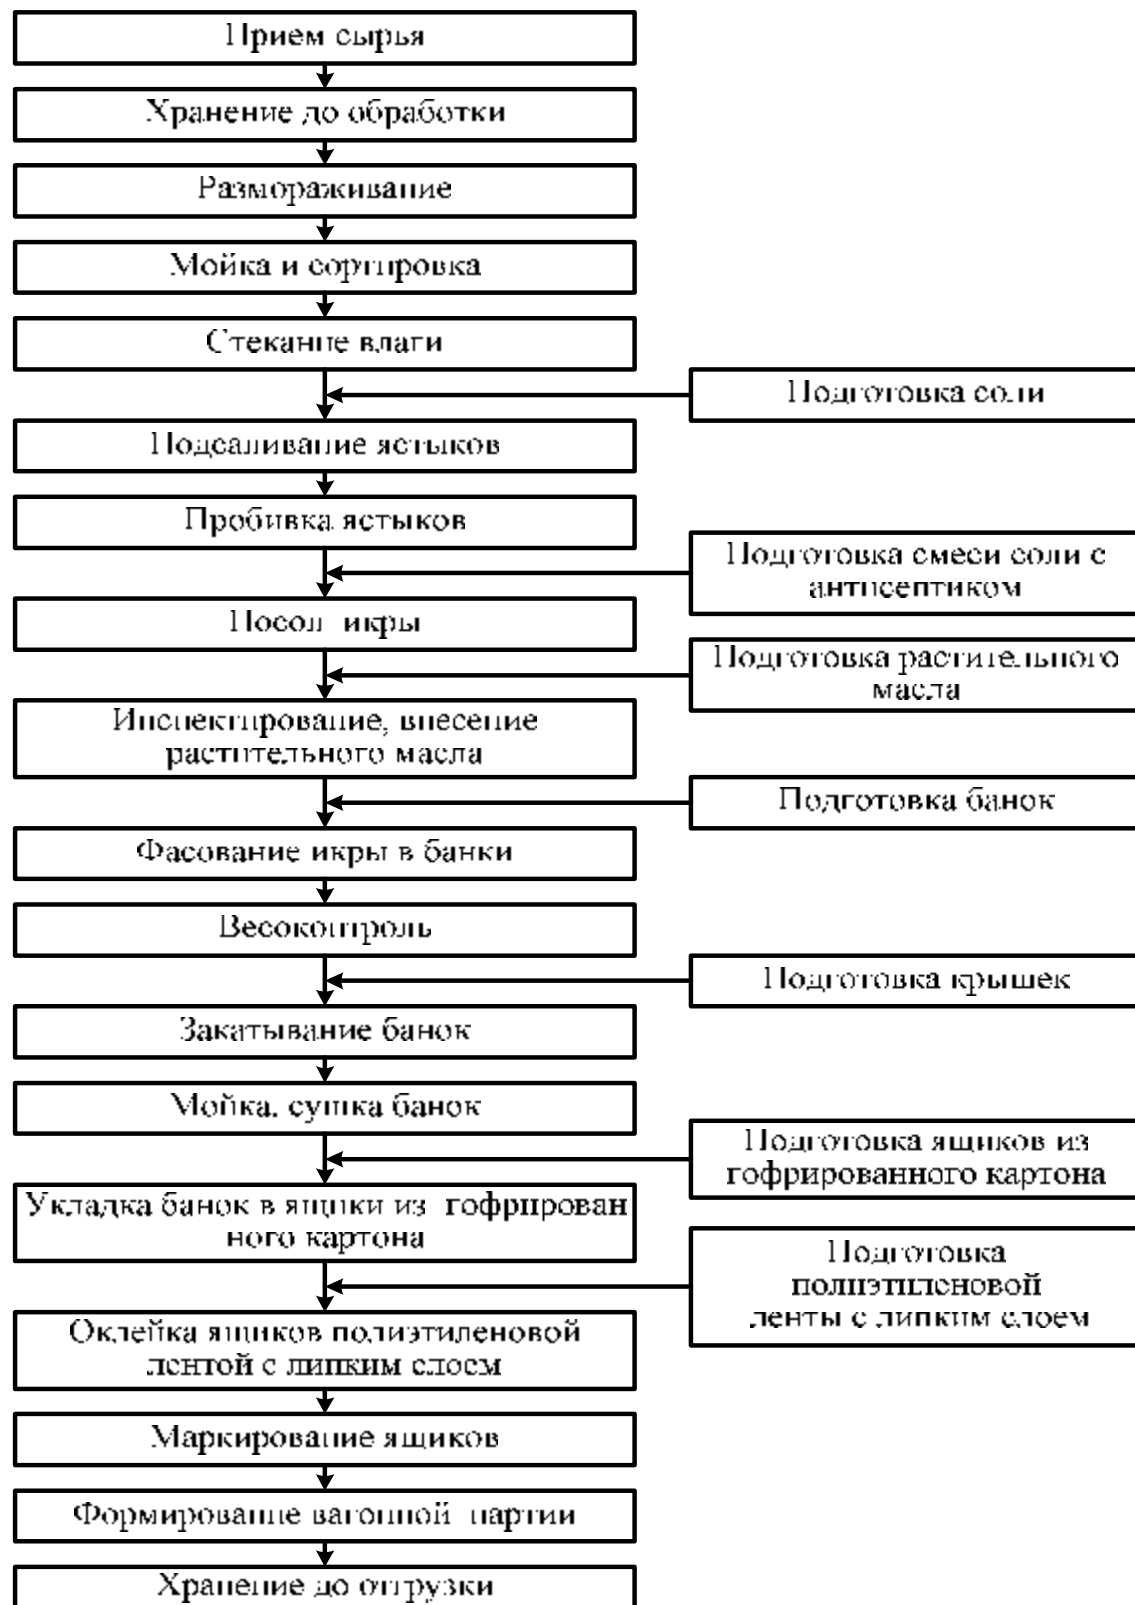 Прием сырья
Хранение до обработки
Размораживание
Мойка и сортировка
Стекание влаги
Подготовка соли
Подсаливание ястыков
Пробивка ястыков
Подготовка смеси соли с
антисептиком
Посол икры
Подготовка растительного
масла
Инспектирование, внесение
растительного масла
Подготовка банок
Фасование икры в банки
Весоконтроль
Подготовка крышек
Закатывание банок
Мойка, сушка банок
Подготовка ящиков из
гофрированного картона
Укладка банок в ящики из гофрирован
ного картона
Подготовка
полиэтиленовой
ленты с липким слоем
Оклейка ящиков полиэтиленовой
лентой с липким слоем
Маркирование ящиков
Формирование вагонной партии
Хранение до отгрузки